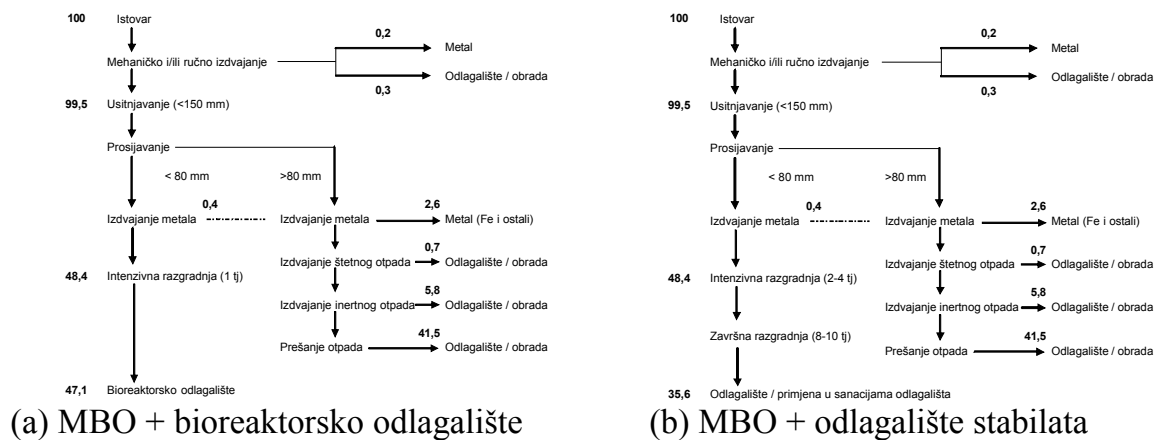 100 Istovar
0,2
Metal
Mehaničko i/ili ručno izdvajanje
Odlagalište / obrada
0,3
99,5 Usitnjavanje (<150 mm)
Prosijavanje
< 80 mm >80 mm
0,4
2,6
Izdvajanje metala Izdvajanje metala Metal (Fe i ostali)
0,7
48,4 Intenzivna razgradnja (1 tj) Izdvajanje štetnog otpada Odlagalište / obrada
5,8
Izdvajanje inertnog otpada Odlagalište / obrada
41,5
Prešanje otpada Odlagalište / obrada
47,1 Bioreaktorsko odlagalište
(a) MBO + bioreaktorsko odlagalište
100 Istovar
0,2
Metal
Mehaničko i/ili ručno izdvajanje
Odlagalište / obrada
0,3
99,5 Usitnjavanje (<150 mm)
Prosijavanje
< 80 mm >80 mm
0,4
2,6
Izdvajanje metala Izdvajanje metala Metal (Fe i ostali)
0,7
Izdvajanje štetnog otpada Odlagalište / obrada
48,4 Intenzivna razgradnja (2-4 tj)
5,8
Izdvajanje inertnog otpada Odlagalište / obrada
Završna razgradnja (8-10 tj)
41,5
Prešanje otpada Odlagalište / obrada
35,6 Odlagalište / primjena u sanacijama odlagališta
(b) MBO + odlagalište stabilata